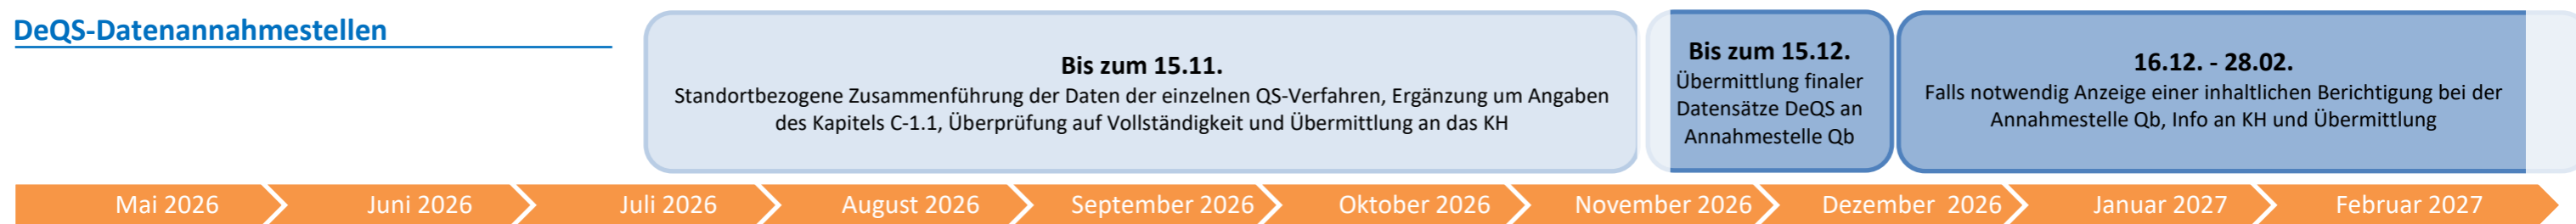 DeQS-Datenannahmestellen
Bis zum 15.11.
Standortbezogene Zusammenführung der Daten der einzelnen QS-Verfahren, Ergänzung um Angaben
des Kapitels C-1.1, Überprüfung auf Vollständigkeit und Übermittlung an das KH
Bis zum 15.12.
Übermittlung finaler
Datensätze DeQS an
Annahmestelle Qb
16.12. - 28.02.
Falls notwendig Anzeige einer inhaltlichen Berichtigung bei der
Annahmestelle Qb, Info an KH und Übermittlung
Mai 2026
Juni 2026
Juli 2026
August 2026
September 2026
Oktober 2026
November 2026
Dezember 2026
Januar 2027
Februar 2027